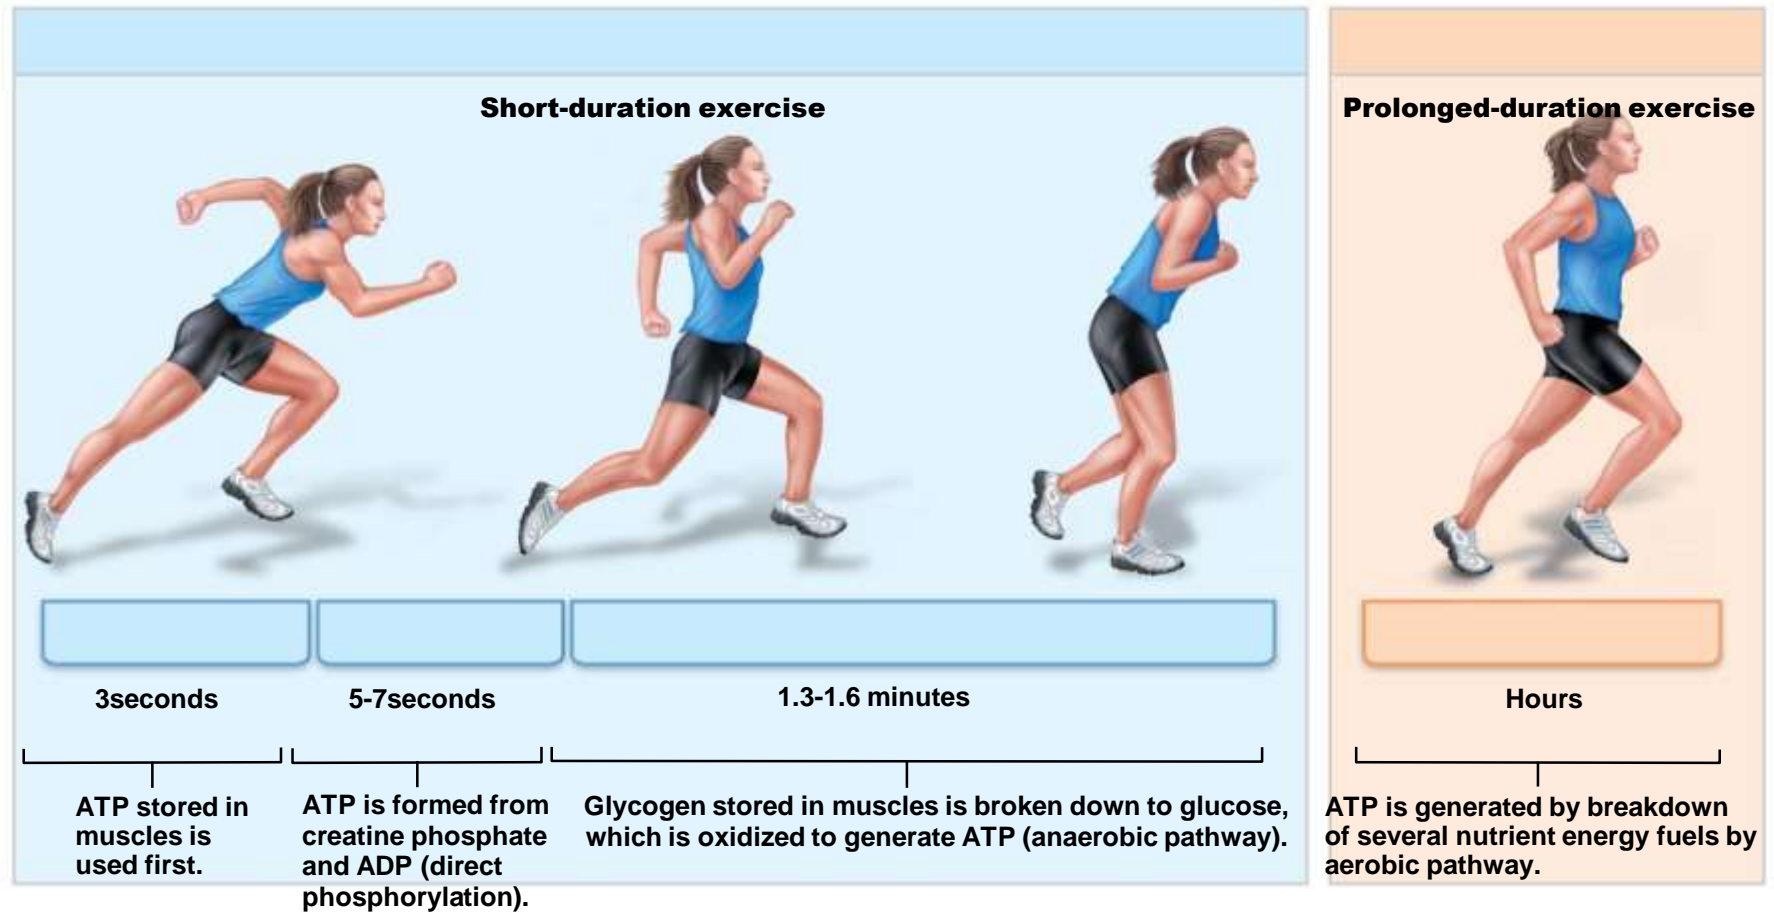 Short-duration exercise
Prolonged-duration exercise
3seconds
5-7seconds
1.3-1.6 minutes
Hours
ATP stored in
muscles is
used first.
ATP is formed from
creatine phosphate
and ADP (direct
phosphorylation).
Glycogen stored in muscles is broken down to glucose,
which is oxidized to generate ATP (anaerobic pathway).
ATP is generated by breakdown
of several nutrient energy fuels by
aerobic pathway.